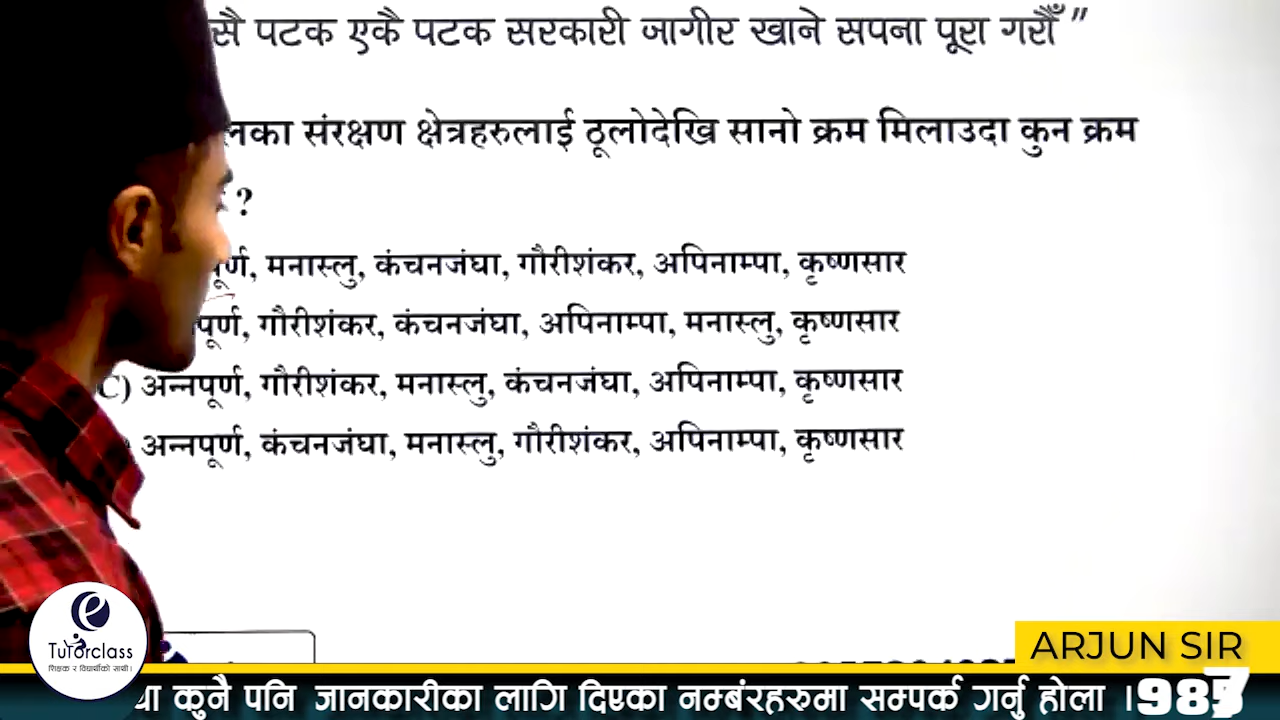 सै पटक एकै पटक सरकारी जागीर खाने सपना पूरा गरौँ”
संरक्षण क्षेत्रहरुलाई ठूलोदेखि सानो क्रम मिलाउदा कुन क्रम
?
मनास्लु, कंचनजंघा, गौरीशंकर, अपिनाम्पा, कृष्णसार
गौरीशंकर, कंचनजंघा, अपिनाम्पा, मनास्लु, कृष्णसार
C) अन्नपूर्ण, गौरीशंकर, मनास्लु, कंचनजंघा, अपिनाम्पा, कृष्णसार
अन्नपूर्ण, कंचनजंघा, मनास्लु, गौरीशंकर, अपिनाम्पा, कृष्णसार
Tutorclass
शिक्षक र विद्यार्थीको साथी।
ARJUN SIR
कुनै पनि जानकारीका लागि दिएका नम्बंरहरुमा सम्पर्क गर्नु होला ।